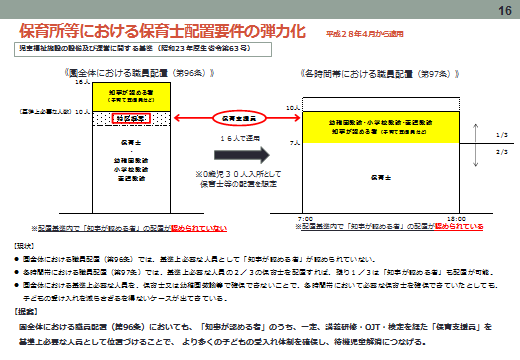 16
保育所等における保育士配置要件の弾力化 平成28年4月から運用
児童福祉施設の設備及び運営に関する基準(昭和23年厚生省令第63号)
《園全体における職員配置(第96条)》
《各時間帯における職員配置(第97条)》
16人
知事が認める者
(子育て支援員など)
(基準上必要な人数)10人
保育士
・
幼稚園教諭
小学校教諭
養護教諭
保育支援員
16人で運用
※0歳児30人入所として
保育士等の配置を設定
10人
幼稚園教諭・小学校教諭・養護教諭
知事が認める者(子育て支援員など)
7人
保育士
1/3
2/3
7:00
18:00
※配置基準内で「知事が認める者」の配置が認められていない
※配置基準内で「知事が認める者」の配置が認められている
【現状】
● 園全体における職員配置(第96条)では、基準上必要な人員として「知事が認める者」が認められていない。
● 各時間帯における職員配置(第97条)では、基準上必要な人員の2/3の保育士を配置すれば、残り1/3は「知事が認める者」も配置が可能。
● 園全体における基準上必要な人員を、保育士又は幼稚園教諭等で確保できないことで、各時間帯において必要な保育士を確保できていたとしても、
子どもの受け入れを減らさざるを得ないケースが出てきている。
【提案】
園全体における職員配置(第96条)においても、「知事が認める者」のうち、一定、講義研修・OJT・検定を経た「保育支援員」を
基準上必要な人員として位置づけることで、より多くの子どもの受入れ体制を確保し、待機児童解消につなげる。